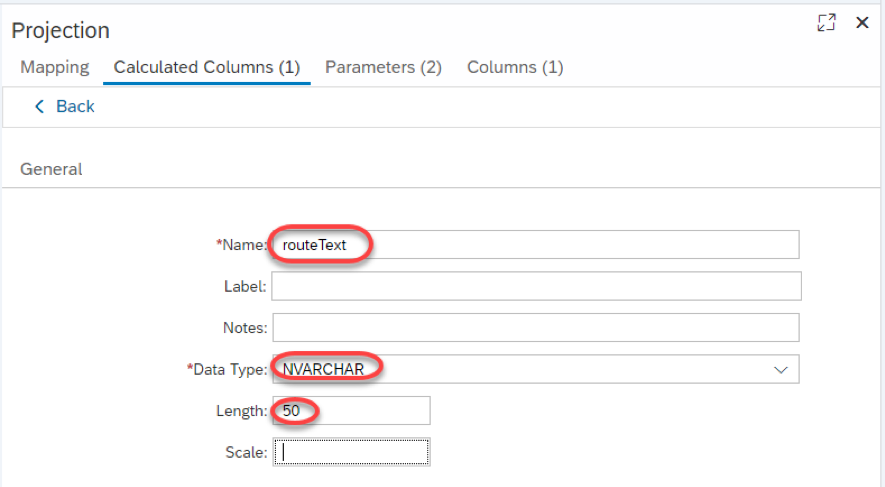 Projection
Mapping Calculated Columns (1) Parameters (2) Columns (1)
Back
General
*Name: routeText
Label:
Notes:
*Data Type: NVARCHAR
Length: 50
Scale: